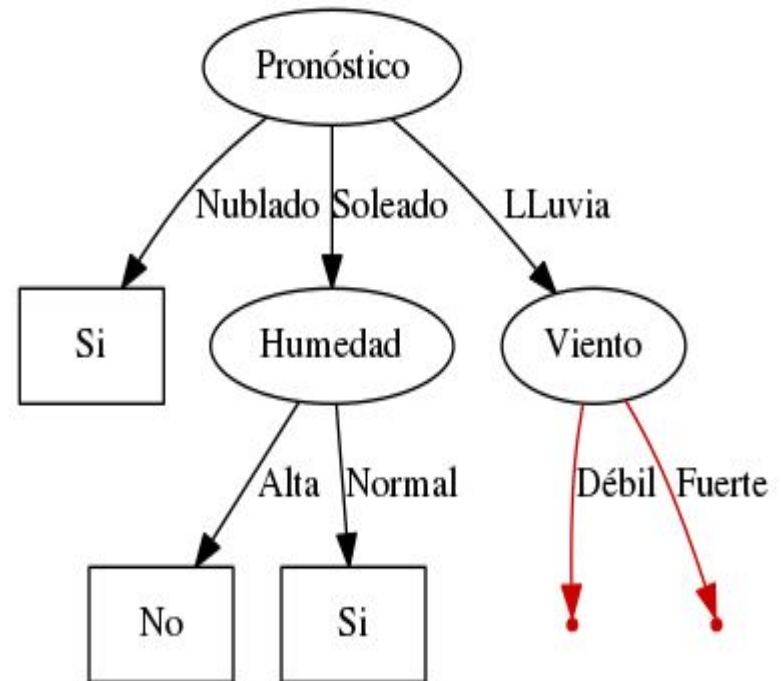 Pronóstico
Nublado Soleado LLuvia
Si Humedad Viento
Alta Normal Débil Fuerte
No Si